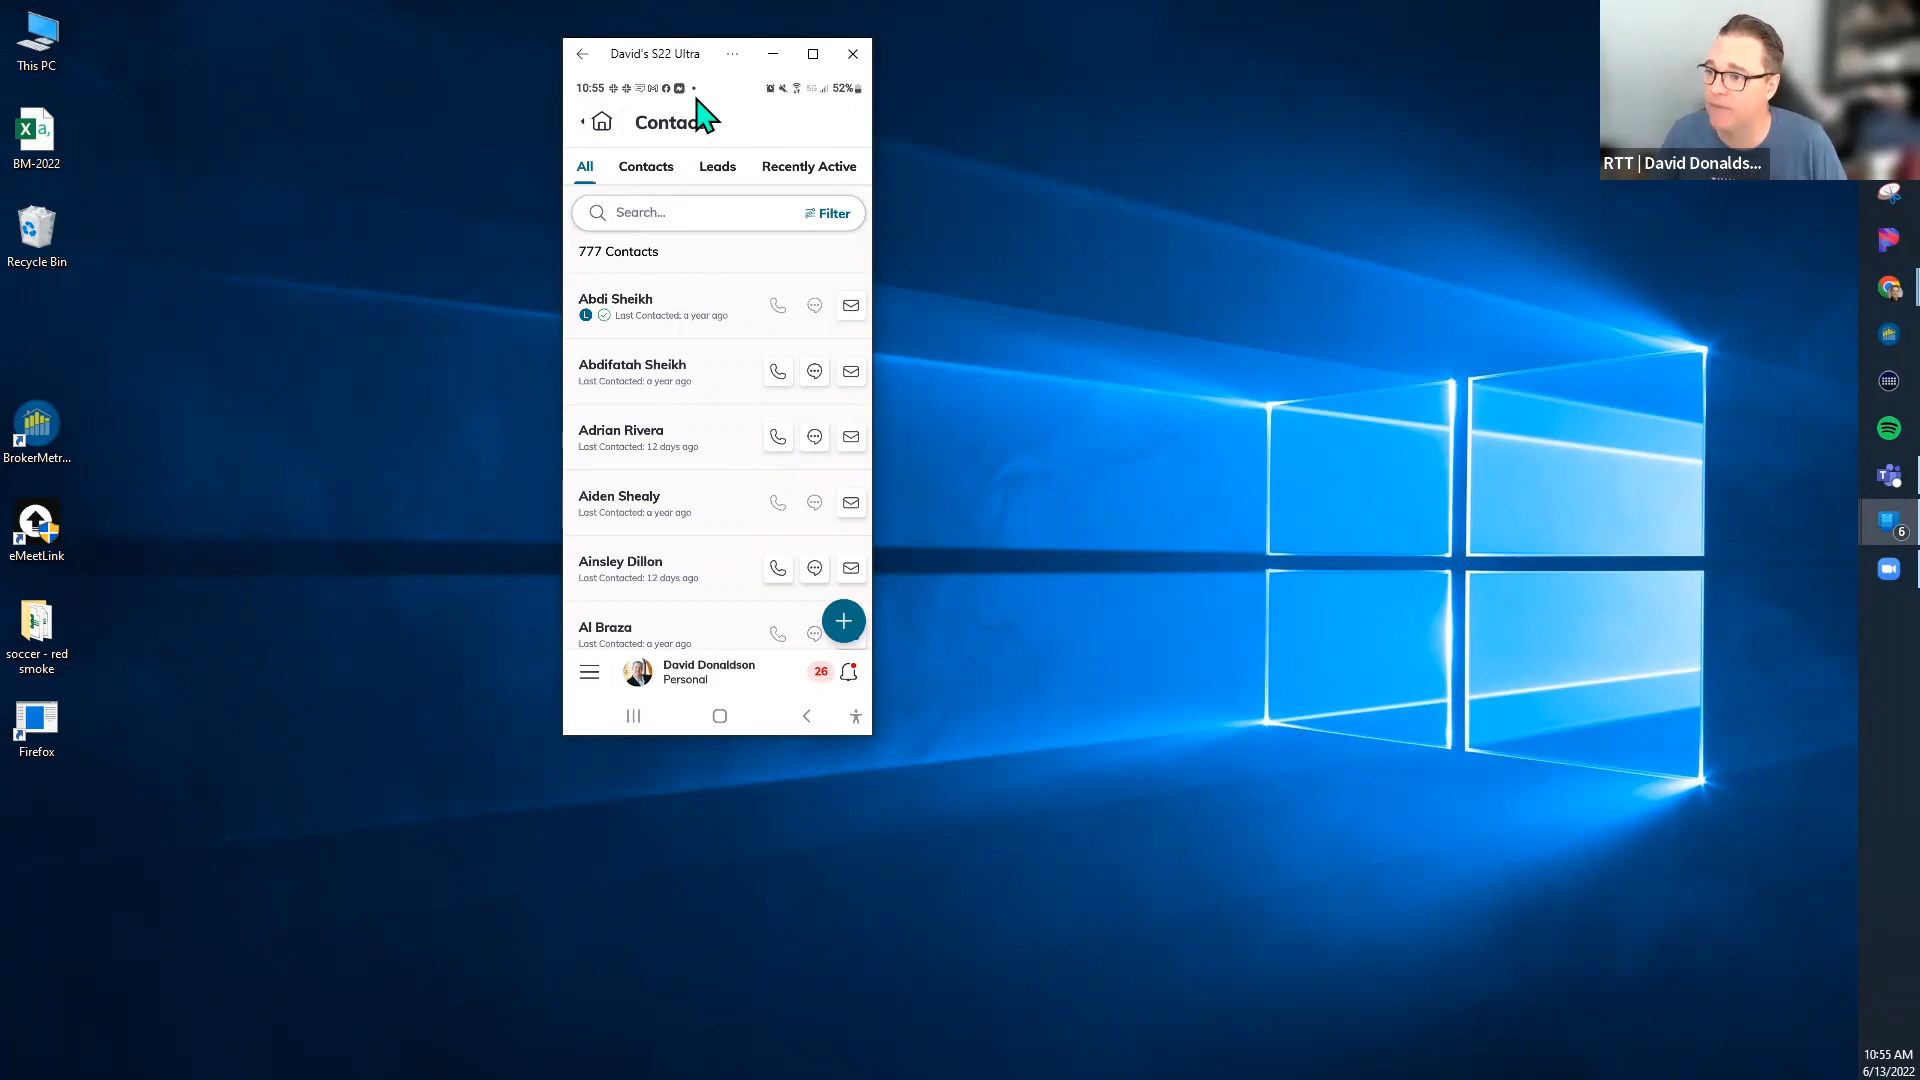 This PC
BM-2022
Recycle Bin
BrokerMetr...
eMeetLink
soccer - red
smoke
Firefox
David's S22 Ultra
10:55
5G
52%
Contac
All
Contacts
Leads
Recently Active
Search...
Filter
777 Contacts
Abdi Sheikh
L
Last Contacted: a year ago
Abdifatah Sheikh
Last Contacted: a year ago
Adrian Rivera
Last Contacted: 12 days ago
Aiden Shealy
Last Contacted: a year ago
Ainsley Dillon
Last Contacted: 12 days ago
Al Braza
Last Contacted: a year ago
David Donaldson
Personal
26
RTT | David Donalds...
6
10:55 AM
6/13/2022